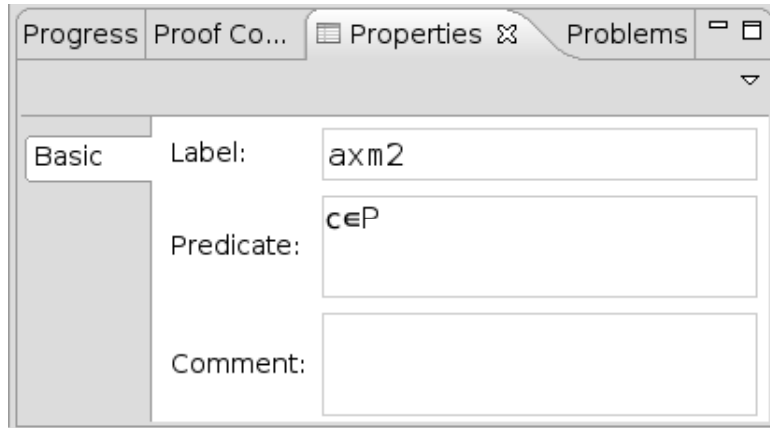 Progress Proof Co... Properties Problems
Basic
Label: axm2
Predicate: c∈P
Comment: